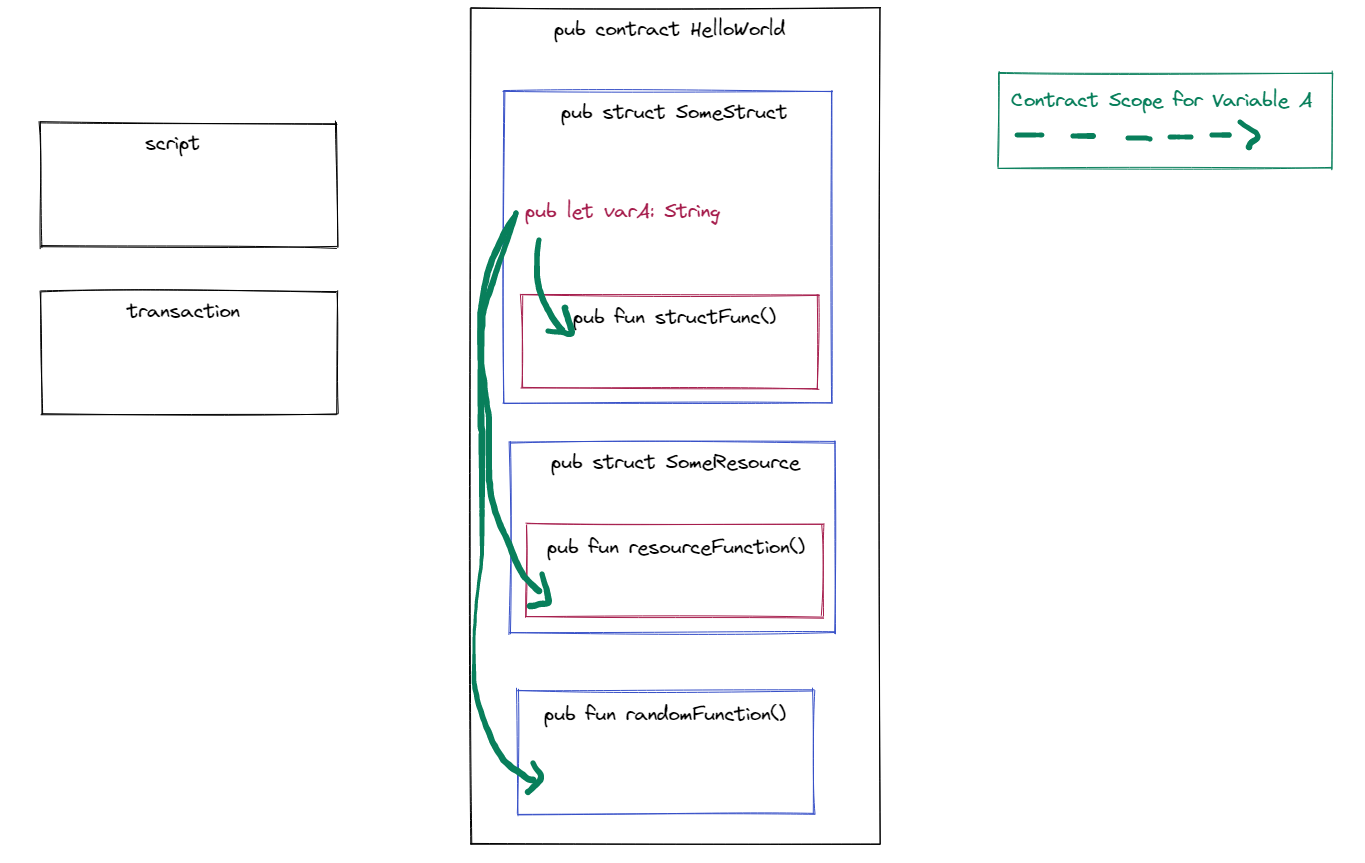 pub contract HelloWorld
script
transaction
pub struct SomeStruct
pub let varA: String
pub fun structFunc()
pub struct SomeResource
pub fun resourceFunction()
pub fun randomFunction()
Contract Scope for Variable A